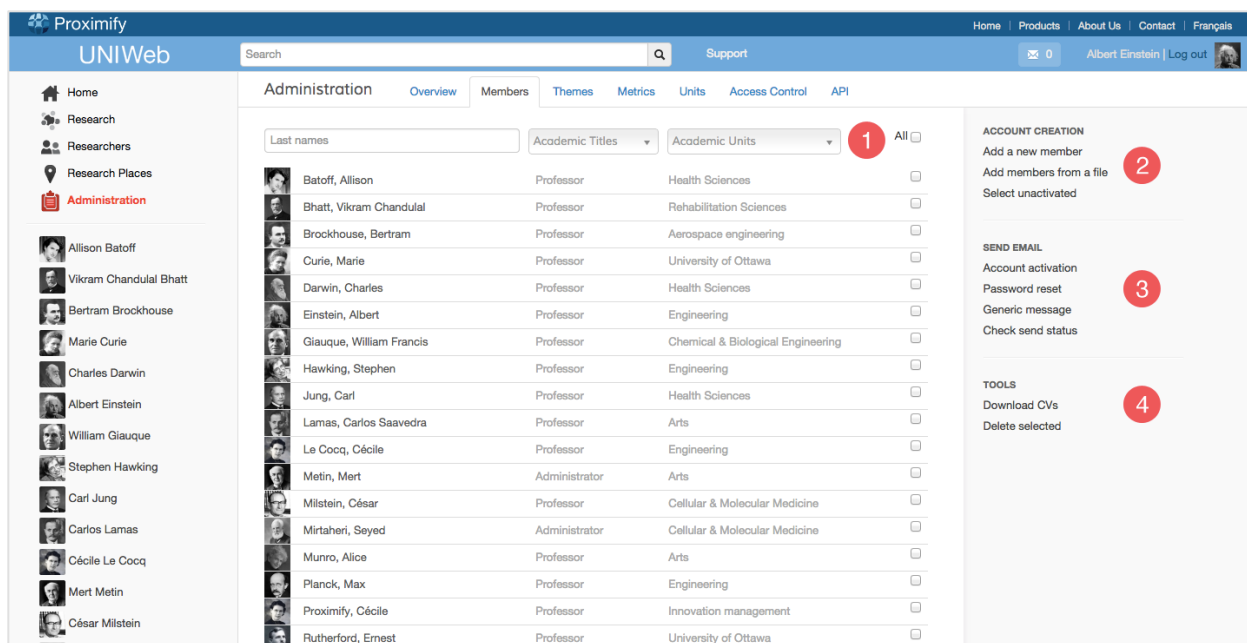 Proximify
Home | Products | About Us | Contact | Français
UNIWeb
Search
Support
0
Albert Einstein | Log out
Home
Research
Researchers
Research Places
Administration
Allison Batoff
Vikram Chandulal Bhatt
Bertram Brockhouse
Marie Curie
Charles Darwin
Albert Einstein
William Giauque
Stephen Hawking
Carl Jung
Carlos Lamas
Cécile Le Cocq
Mert Metin
César Milstein
Administration Overview Members Themes Metrics Units Access Control API
Last names Academic Titles Academic Units 1 All
Batoff, Allison Professor Health Sciences
Bhatt, Vikram Chandulal Professor Rehabilitation Sciences
Brockhouse, Bertram Professor Aerospace engineering
Curie, Marie Professor University of Ottawa
Darwin, Charles Professor Health Sciences
Einstein, Albert Professor Engineering
Giauque, William Francis Professor Chemical & Biological Engineering
Hawking, Stephen Professor Engineering
Jung, Carl Professor Health Sciences
Lamas, Carlos Saavedra Professor Arts
Le Cocq, Cécile Professor Engineering
Metin, Mert Administrator Arts
Milstein, César Professor Cellular & Molecular Medicine
Mirtaheri, Seyed Administrator Cellular & Molecular Medicine
Munro, Alice Professor Arts
Planck, Max Professor Engineering
Proximify, Cécile Professor Innovation management
Rutherford, Ernest Professor University of Ottawa
ACCOUNT CREATION
Add a new member
Add members from a file
Select unactivated
2
SEND EMAIL
Account activation
Password reset
Generic message
Check send status
3
TOOLS
Download CVs
Delete selected
4